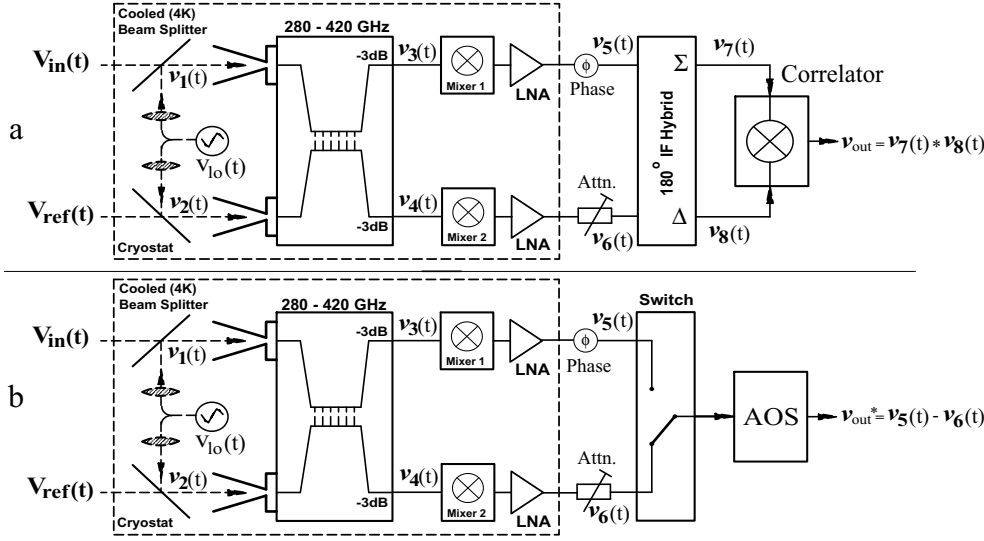 Cooled (4K)
Beam Splitter
280 - 420 GHz
V_in(t)
v_1(t)
-3dB
v_3(t)
Mixer 1
LNA
ϕ
Phase
v_5(t)
Σ
v_7(t)
Correlator
a
V_lo(t)
180° IF Hybrid
v_out = v_7(t) * v_8(t)
V_ref(t)
v_2(t)
-3dB
v_4(t)
Mixer 2
LNA
Attn.
v_6(t)
Δ
v_8(t)
Cryostat
Cooled (4K)
Beam Splitter
280 - 420 GHz
Switch
V_in(t)
v_1(t)
-3dB
v_3(t)
Mixer 1
LNA
ϕ
Phase
v_5(t)
b
V_lo(t)
AOS
v_out* = v_5(t) - v_6(t)
V_ref(t)
v_2(t)
-3dB
v_4(t)
Mixer 2
LNA
Attn.
v_6(t)
Cryostat